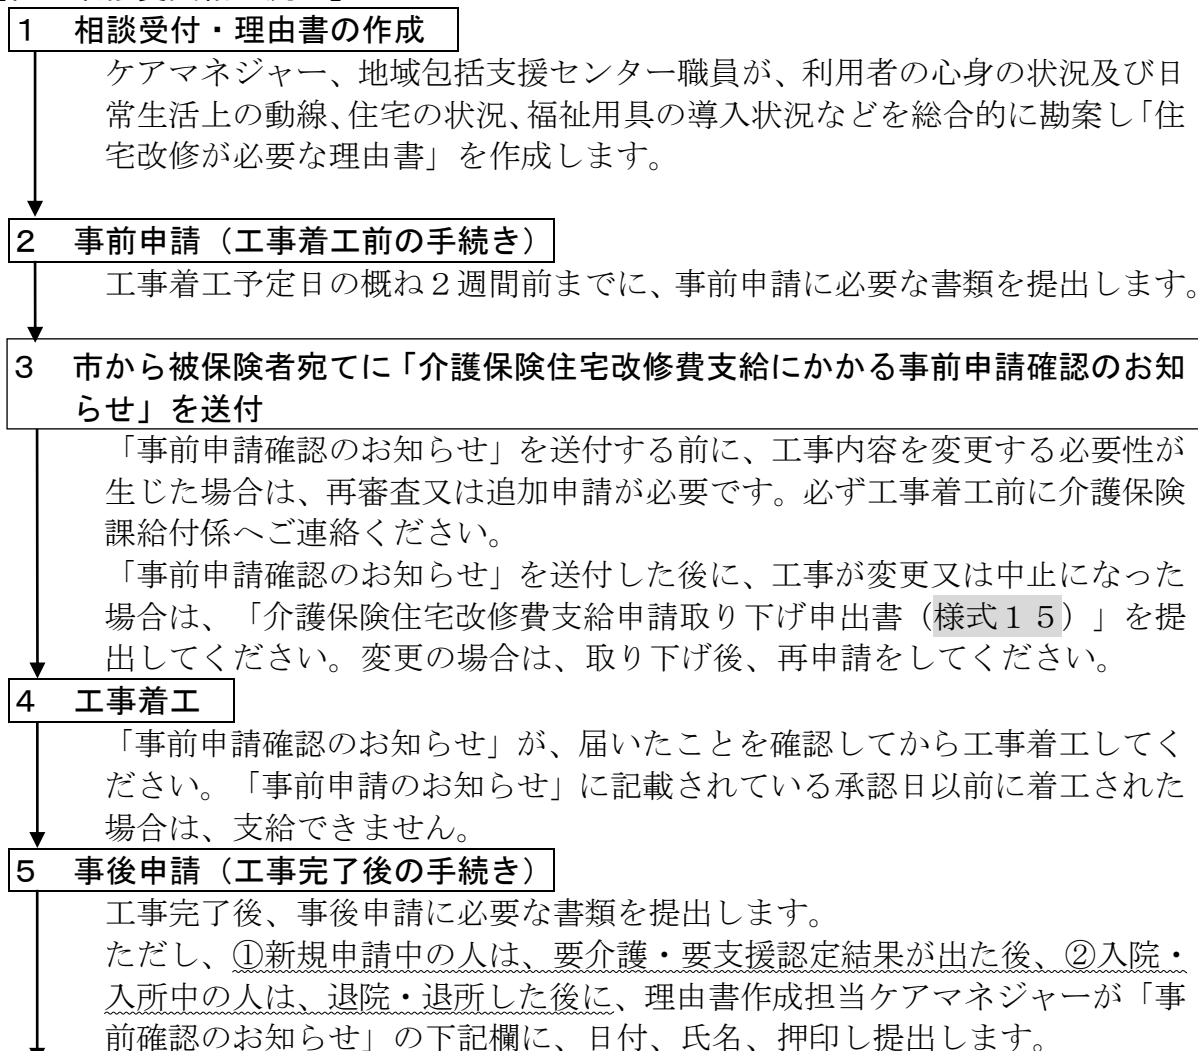 1 相談受付・理由書の作成
ケアマネジャー、地域包括支援センター職員が、利用者の心身の状況及び日
常生活上の動線、住宅の状況、福祉用具の導入状況などを総合的に勘案し「住
宅改修が必要な理由書」を作成します。
2 事前申請（工事着工前の手続き）
工事着工予定日の概ね２週間前までに、事前申請に必要な書類を提出します。
3 市から被保険者宛てに「介護保険住宅改修費支給にかかる事前申請確認のお知
らせ」を送付
「事前申請確認のお知らせ」を送付する前に、工事内容を変更する必要性が
生じた場合は、再審査又は追加申請が必要です。必ず工事着工前に介護保険
課給付係へご連絡ください。
「事前申請確認のお知らせ」を送付した後に、工事が変更又は中止になった
場合は、「介護保険住宅改修費支給申請取り下げ申出書（様式１５）」を提
出してください。変更の場合は、取り下げ後、再申請をしてください。
4 工事着工
「事前申請確認のお知らせ」が、届いたことを確認してから工事着工してく
ださい。「事前申請のお知らせ」に記載されている承認日以前に着工された
場合は、支給できません。
5 事後申請（工事完了後の手続き）
工事完了後、事後申請に必要な書類を提出します。
ただし、①新規申請中の人は、要介護・要支援認定結果が出た後、②入院・
入所中の人は、退院・退所した後に、理由書作成担当ケアマネジャーが「事
前確認のお知らせ」の下記欄に、日付、氏名、押印し提出します。